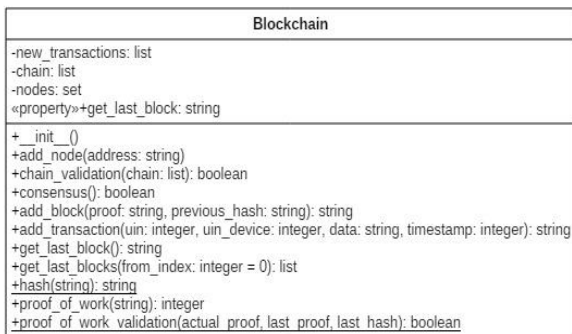 Blockchain
-new_transactions: list
-chain: list
-nodes: set
«property»+get_last_block: string
+__init__()
+add_node(address: string)
+chain_validation(chain: list): boolean
+consensus(): boolean
+add_block(proof: string, previous_hash: string): string
+add_transaction(uin: integer, uin_device: integer, data: string, timestamp: integer): string
+get_last_block(): string
+get_last_blocks(from_index: integer = 0): list
+hash(string): string
+proof_of_work(string): integer
+proof_of_work_validation(actual_proof, last_proof, last_hash): boolean